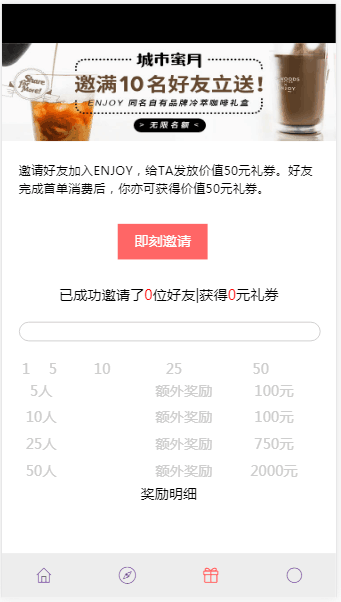 城市蜜月
Share For More!
邀满10名好友立送!
ENJOY 同名自有品牌冷萃咖啡礼盒
> 无限名额 <
WOODS IN ENJOY
邀请好友加入ENJOY，给TA发放价值50元礼券。好友
完成首单消费后，你亦可获得价值50元礼券。
即刻邀请
已成功邀请了0位好友|获得0元礼券
1 5 10 25 50
5人 额外奖励 100元
10人 额外奖励 100元
25人 额外奖励 750元
50人 额外奖励 2000元
奖励明细